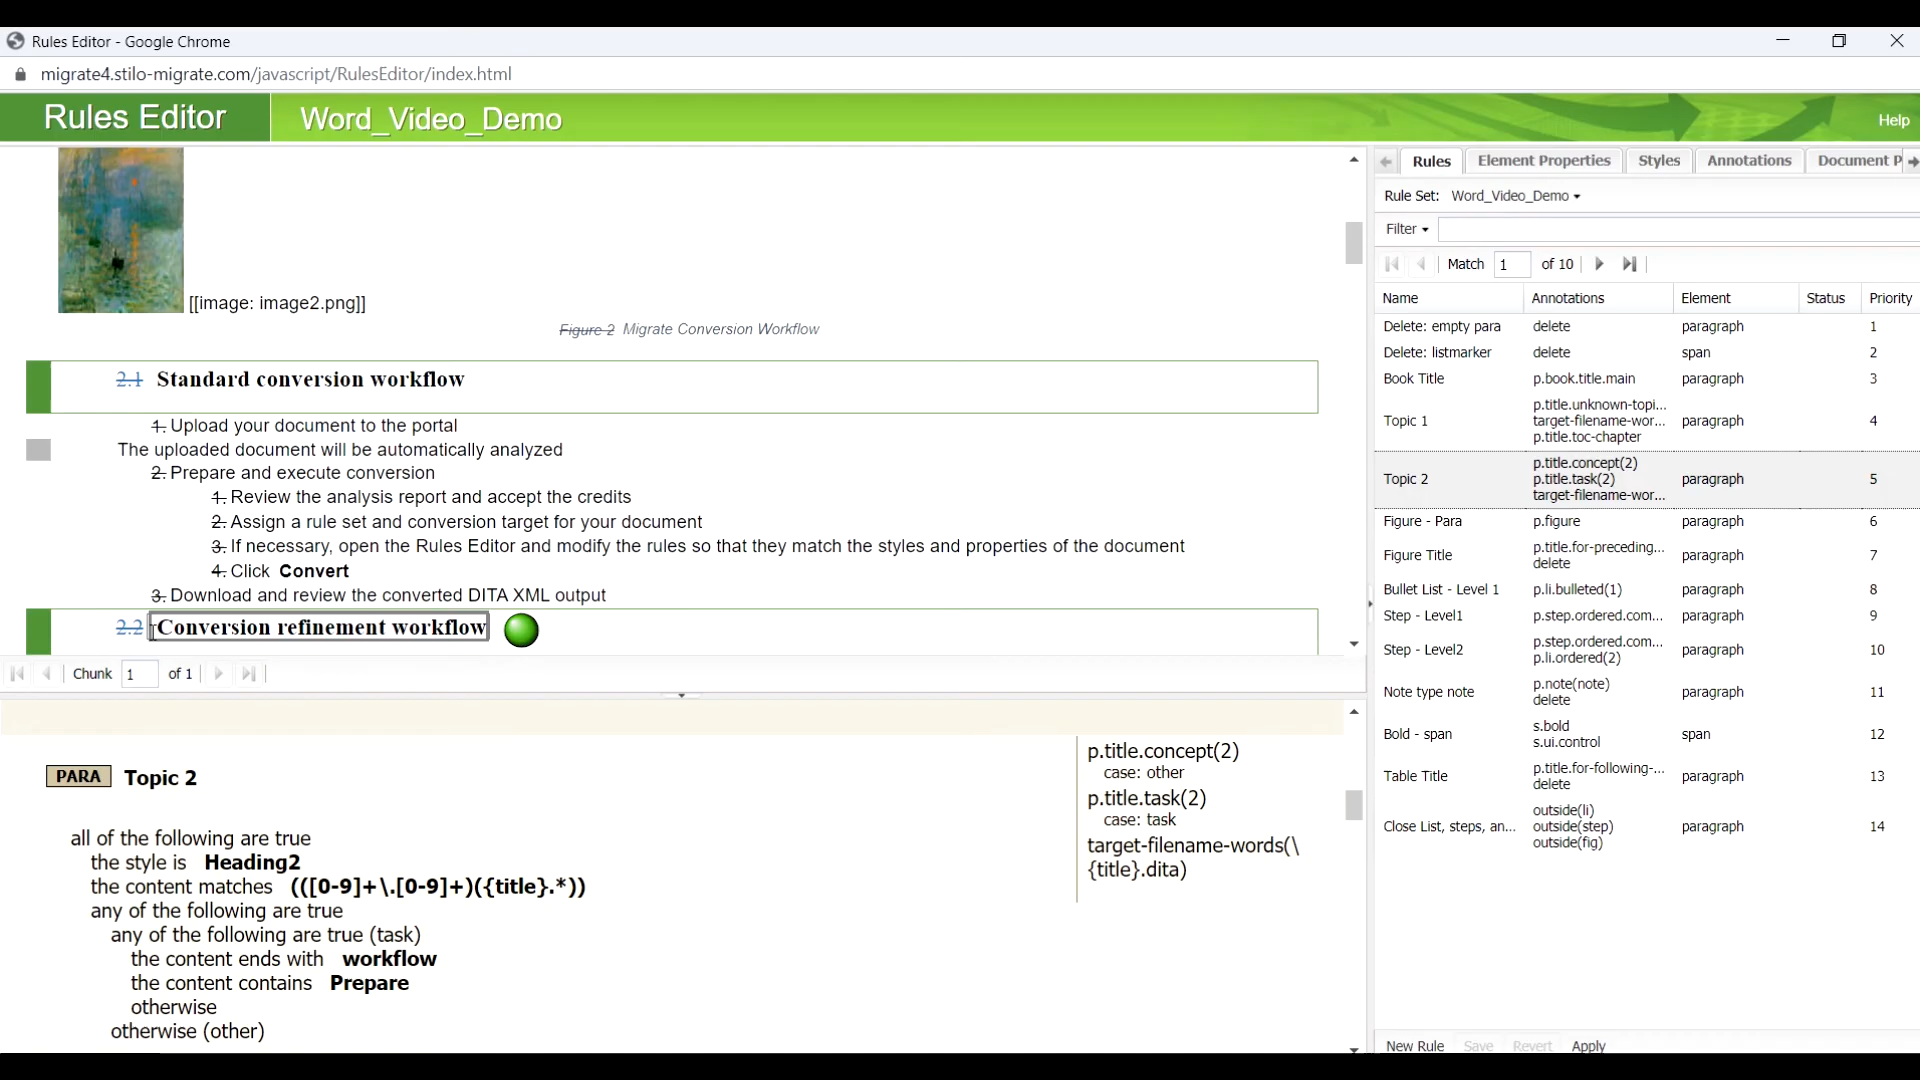 Rules Editor - Google Chrome
migrate4.stilo-migrate.com/javascript/RulesEditor/index.html
Rules Editor
Word_Video_Demo
Help
[[image: image2.png]]
Figure 2 Migrate Conversion Workflow
2.1 Standard conversion workflow
1. Upload your document to the portal
The uploaded document will be automatically analyzed
2. Prepare and execute conversion
1. Review the analysis report and accept the credits
2. Assign a rule set and conversion target for your document
3. If necessary, open the Rules Editor and modify the rules so that they match the styles and properties of the document
4. Click Convert
3. Download and review the converted DITA XML output
2.2 Conversion refinement workflow
Chunk 1 of 1
PARA Topic 2
all of the following are true
the style is Heading2
the content matches (([0-9]+\.[0-9]+)({title}.*))
any of the following are true
any of the following are true (task)
the content ends with workflow
the content contains Prepare
otherwise
otherwise (other)
p.title.concept(2)
case: other
p.title.task(2)
case: task
target-filename-words(\
{title}.dita)
Rules Element Properties Styles Annotations Document P
Rule Set: Word_Video_Demo
Filter
Match 1 of 10
Name Annotations Element Status Priority
Delete: empty para delete paragraph 1
Delete: listmarker delete span 2
Book Title p.book.title.main paragraph 3
p.title.unknown-topi...
Topic 1 target-filename-wor... paragraph 4
p.title.toc-chapter
p.title.concept(2)
Topic 2 p.title.task(2) paragraph 5
target-filename-wor...
Figure - Para p.figure paragraph 6
Figure Title p.title.for-preceding... paragraph 7
delete
Bullet List - Level 1 p.li.bulleted(1) paragraph 8
Step - Level1 p.step.ordered.com... paragraph 9
Step - Level2 p.step.ordered.com... paragraph 10
p.li.ordered(2)
Note type note p.note(note) paragraph 11
delete
Bold - span s.bold span 12
s.ui.control
Table Title p.title.for-following-... paragraph 13
delete
outside(li)
Close List, steps, an... outside(step) paragraph 14
outside(fig)
New Rule Save Revert Apply